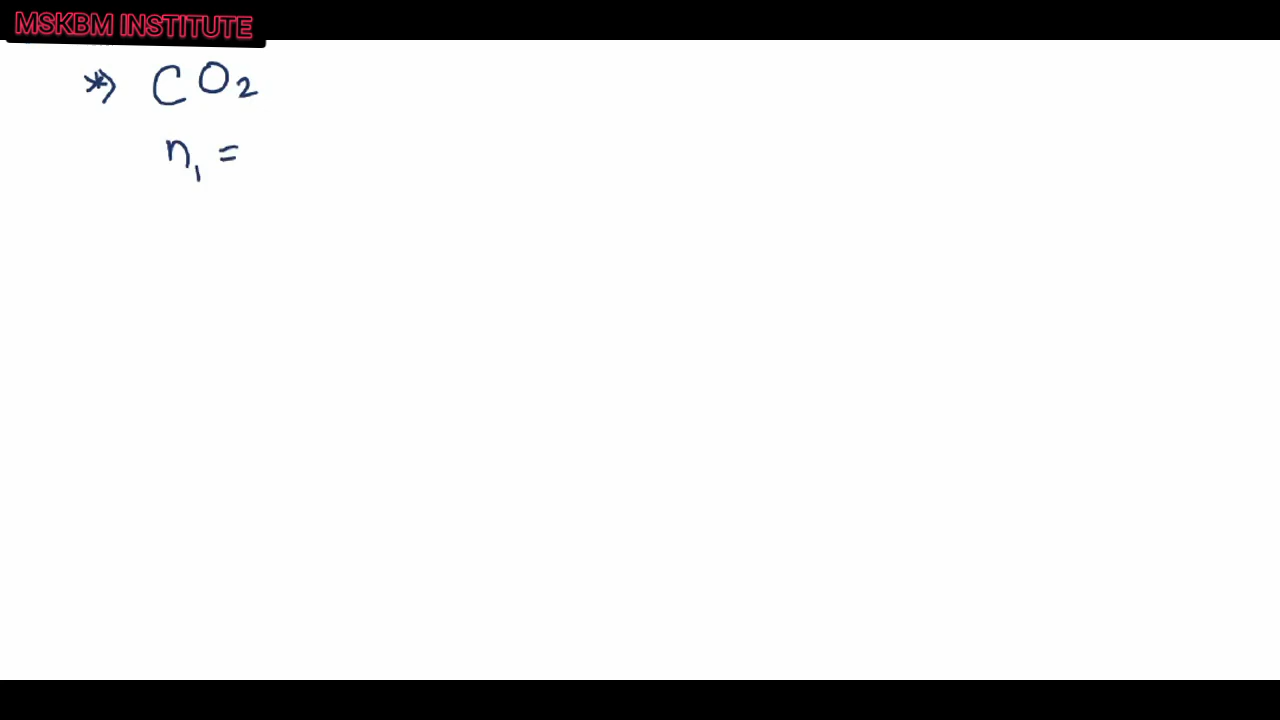 MSKBM INSTITUTE
*⇒ CO₂
n₁ =